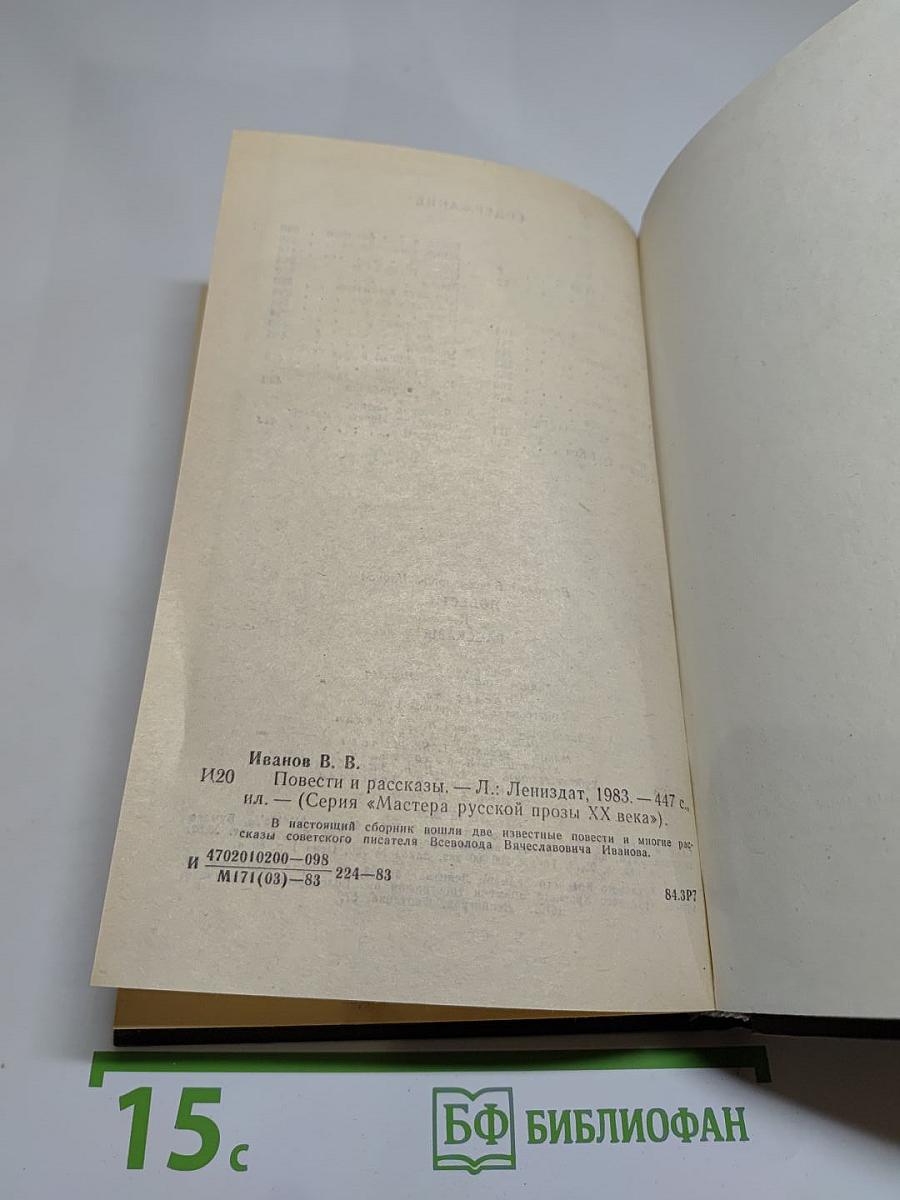 Иванов В. В.
И20 Повести и рассказы. — Л.: Лениздат, 1983. — 447 с.,
ил. — (Серия «Мастера русской прозы XX века»).
В настоящий сборник вошли две известные повести и многие рас-
сказы советского писателя Всеволода Вячеславовича Иванова.
И 4702010200—098
М171(03)—83 224—83
84.3Р7
15 с
БФ БИБЛИОФАН